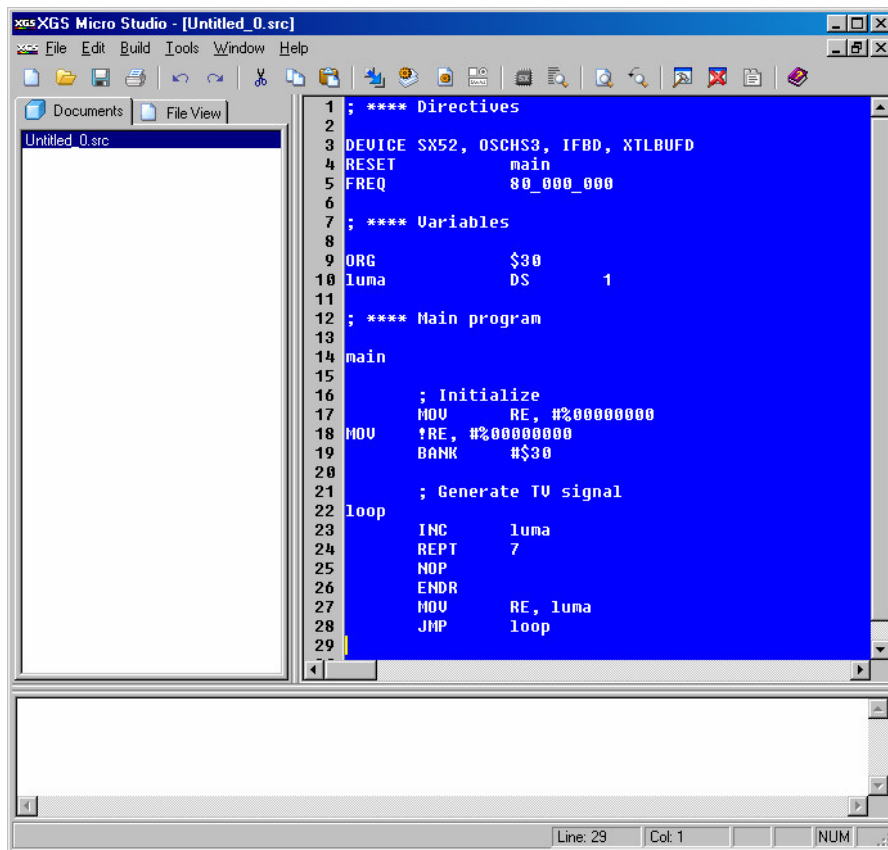 XGS Micro Studio - [Untitled_0.src]
File Edit Build Tools Window Help
Documents File View
Untitled_0.src
1 ; **** Directives
2
3 DEVICE SX52, OSCHS3, IFBD, XTLBUFD
4 RESET main
5 FREQ 80_000_000
6
7 ; **** Variables
8
9 ORG $30
10 luma DS 1
11
12 ; **** Main program
13
14 main
15
16 ; Initialize
17 MOV RE, #%00000000
18 MOV !RE, #%00000000
19 BANK #$30
20
21 ; Generate TV signal
22 loop
23 INC luma
24 REPT 7
25 NOP
26 ENDR
27 MOV RE, luma
28 JMP loop
29
Line: 29 Col: 1 NUM